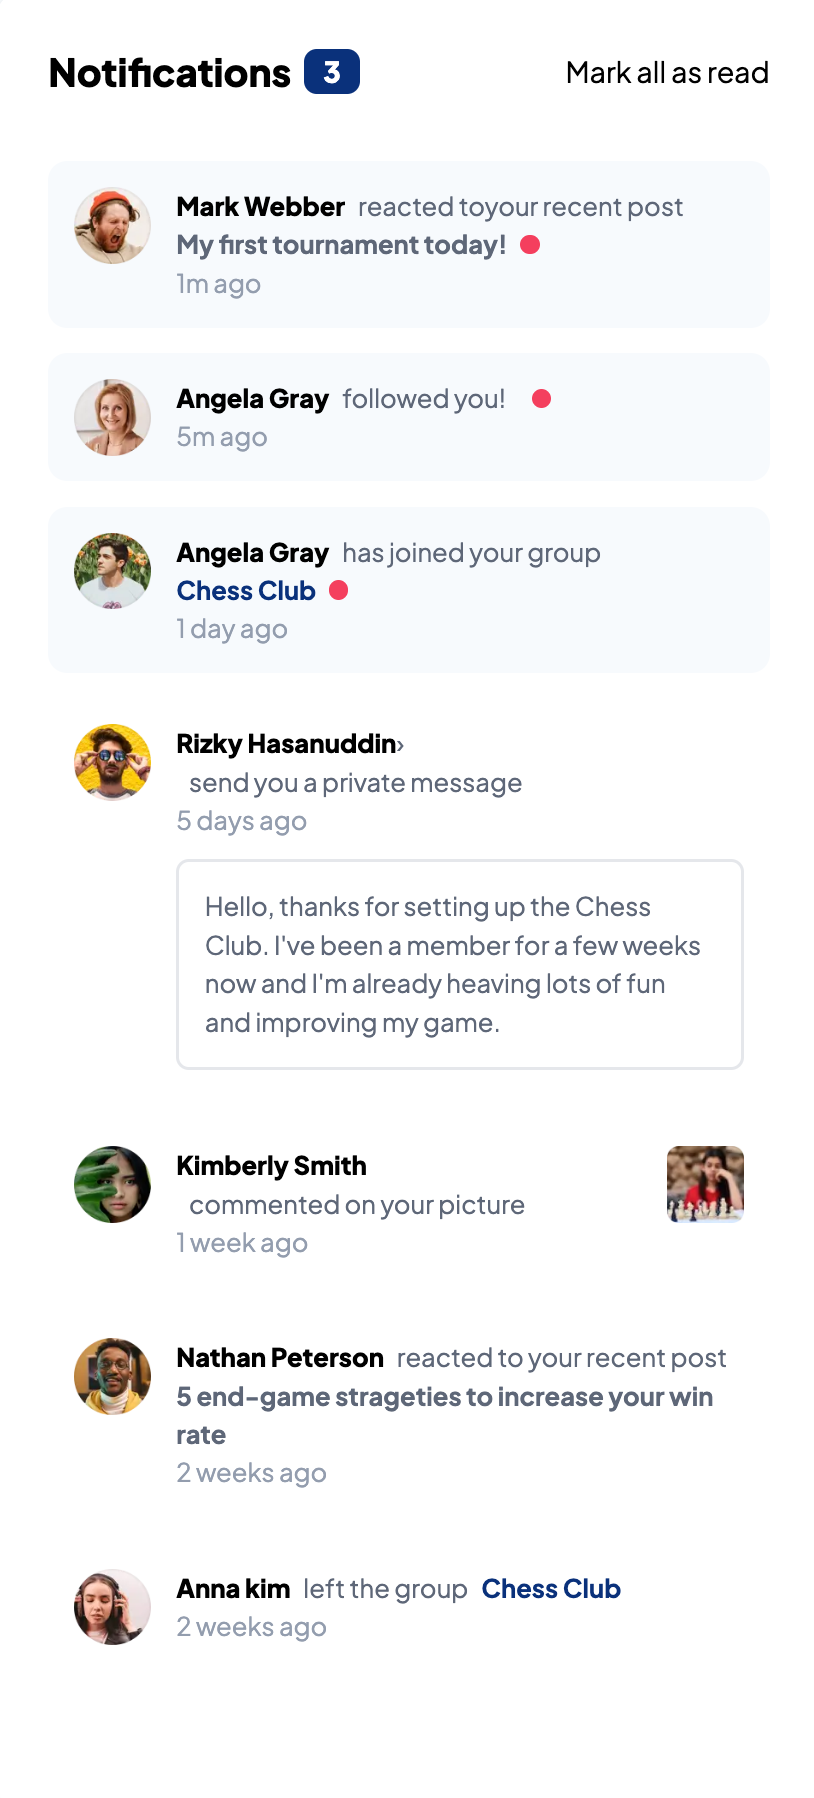 Notifications 3 Mark all as read
Mark Webber reacted toyour recent post
My first tournament today!
1m ago
Angela Gray followed you!
5m ago
Angela Gray has joined your group
Chess Club
1 day ago
Rizky Hasanuddin›
send you a private message
5 days ago
Hello, thanks for setting up the Chess
Club. I've been a member for a few weeks
now and I'm already heaving lots of fun
and improving my game.
Kimberly Smith
commented on your picture
1 week ago
Nathan Peterson reacted to your recent post
5 end-game strageties to increase your win
rate
2 weeks ago
Anna kim left the group Chess Club
2 weeks ago